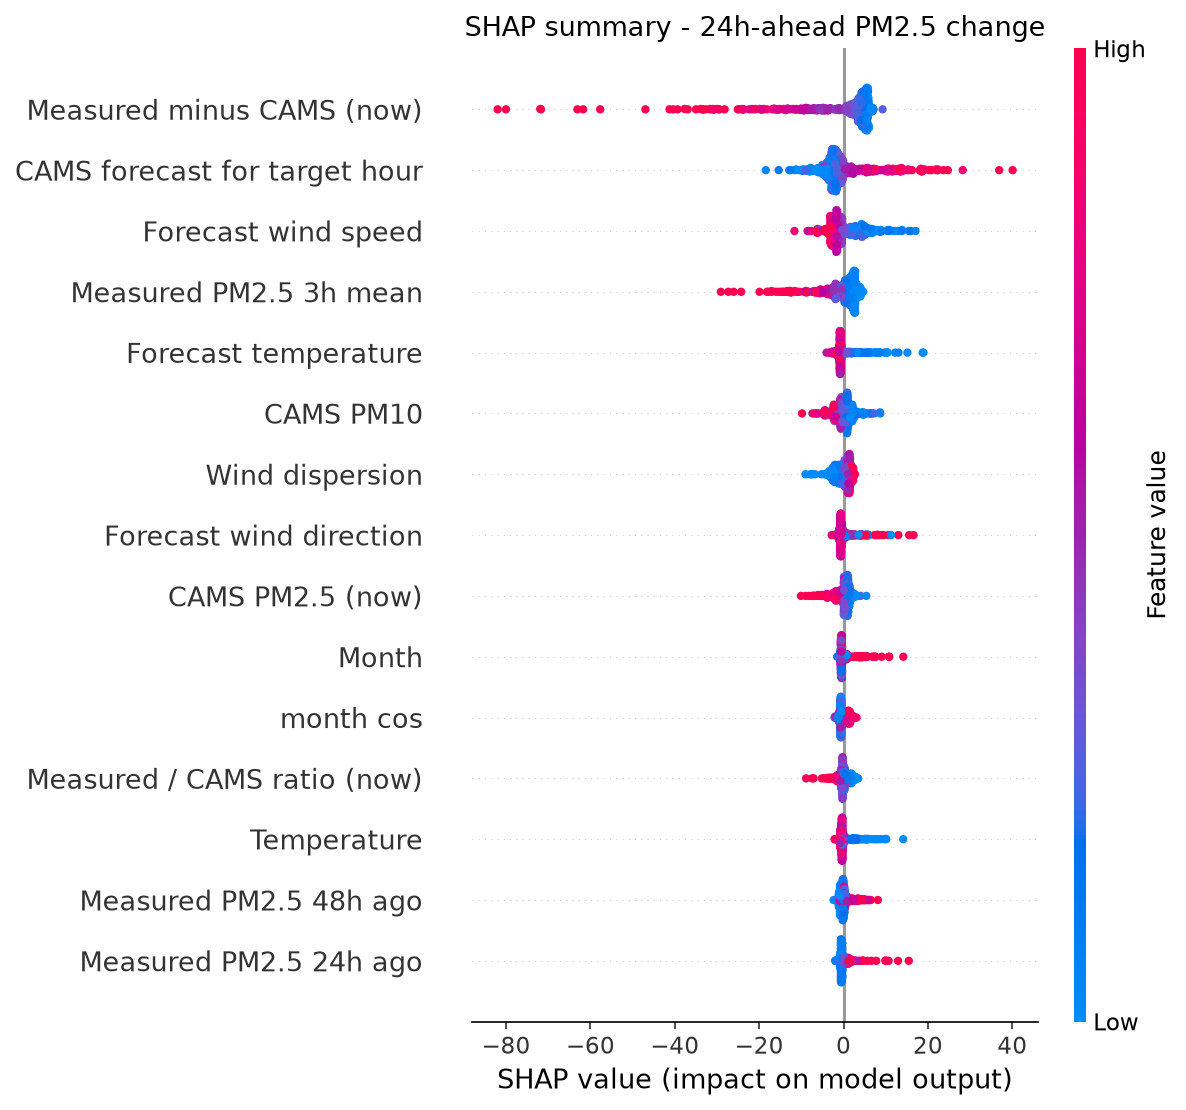 SHAP summary - 24h-ahead PM2.5 change
High
Measured minus CAMS (now)
CAMS forecast for target hour
Forecast wind speed
Measured PM2.5 3h mean
Forecast temperature
CAMS PM10
Wind dispersion
Forecast wind direction
CAMS PM2.5 (now)
Month
month cos
Measured / CAMS ratio (now)
Temperature
Measured PM2.5 48h ago
Measured PM2.5 24h ago
Feature value
Low
−80 −60 −40 −20 0 20 40
SHAP value (impact on model output)